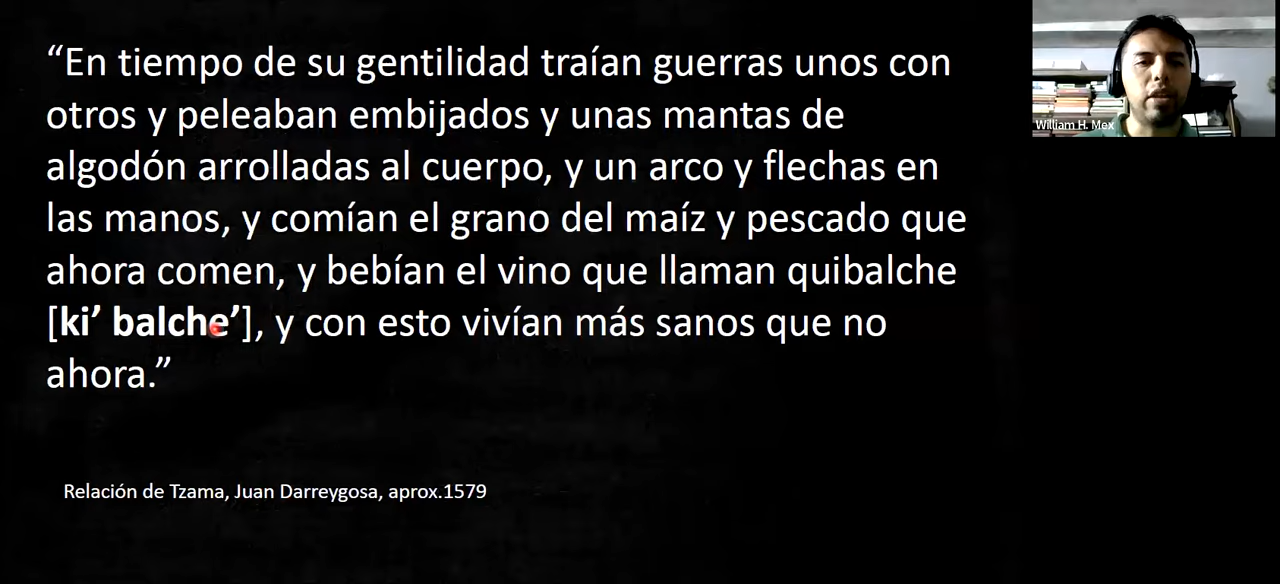 “En tiempo de su gentilidad traían guerras unos con
otros y peleaban embijados y unas mantas de
algodón arrolladas al cuerpo, y un arco y flechas en
las manos, y comían el grano del maíz y pescado que
ahora comen, y bebían el vino que llaman quibalche
[ki’ balche’], y con esto vivían más sanos que no
ahora.”
Relación de Tzama, Juan Darreygosa, aprox.1579
William H. Mex